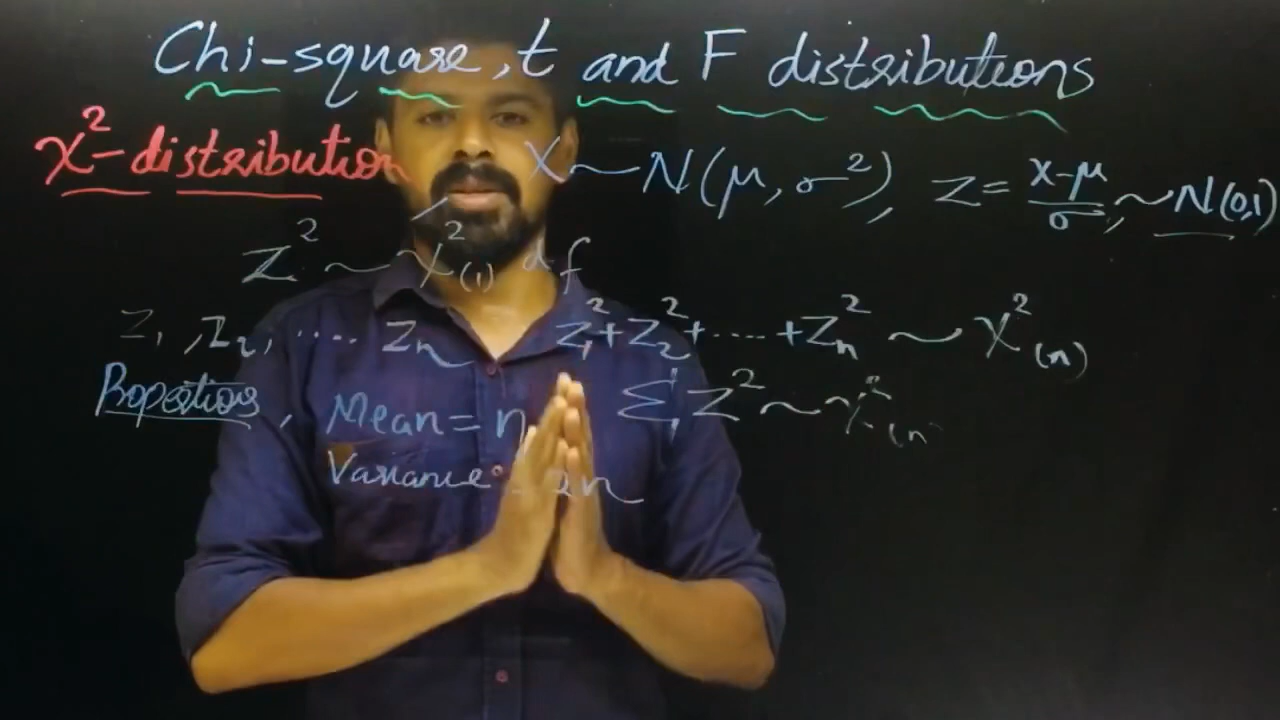 Chi-square, t and F distributions
χ²-distribution X ~ N(μ, σ²), Z = (X-μ)/σ, ~ N(0,1)
Z² ~ χ²(1) df
Z₁, Z₂, .... Zₙ Z₁² + Z₂² + .... + Zₙ² ~ χ²(n)
Properties, Mean = n Σ Z² ~ χ²(n)
Variance = 2n